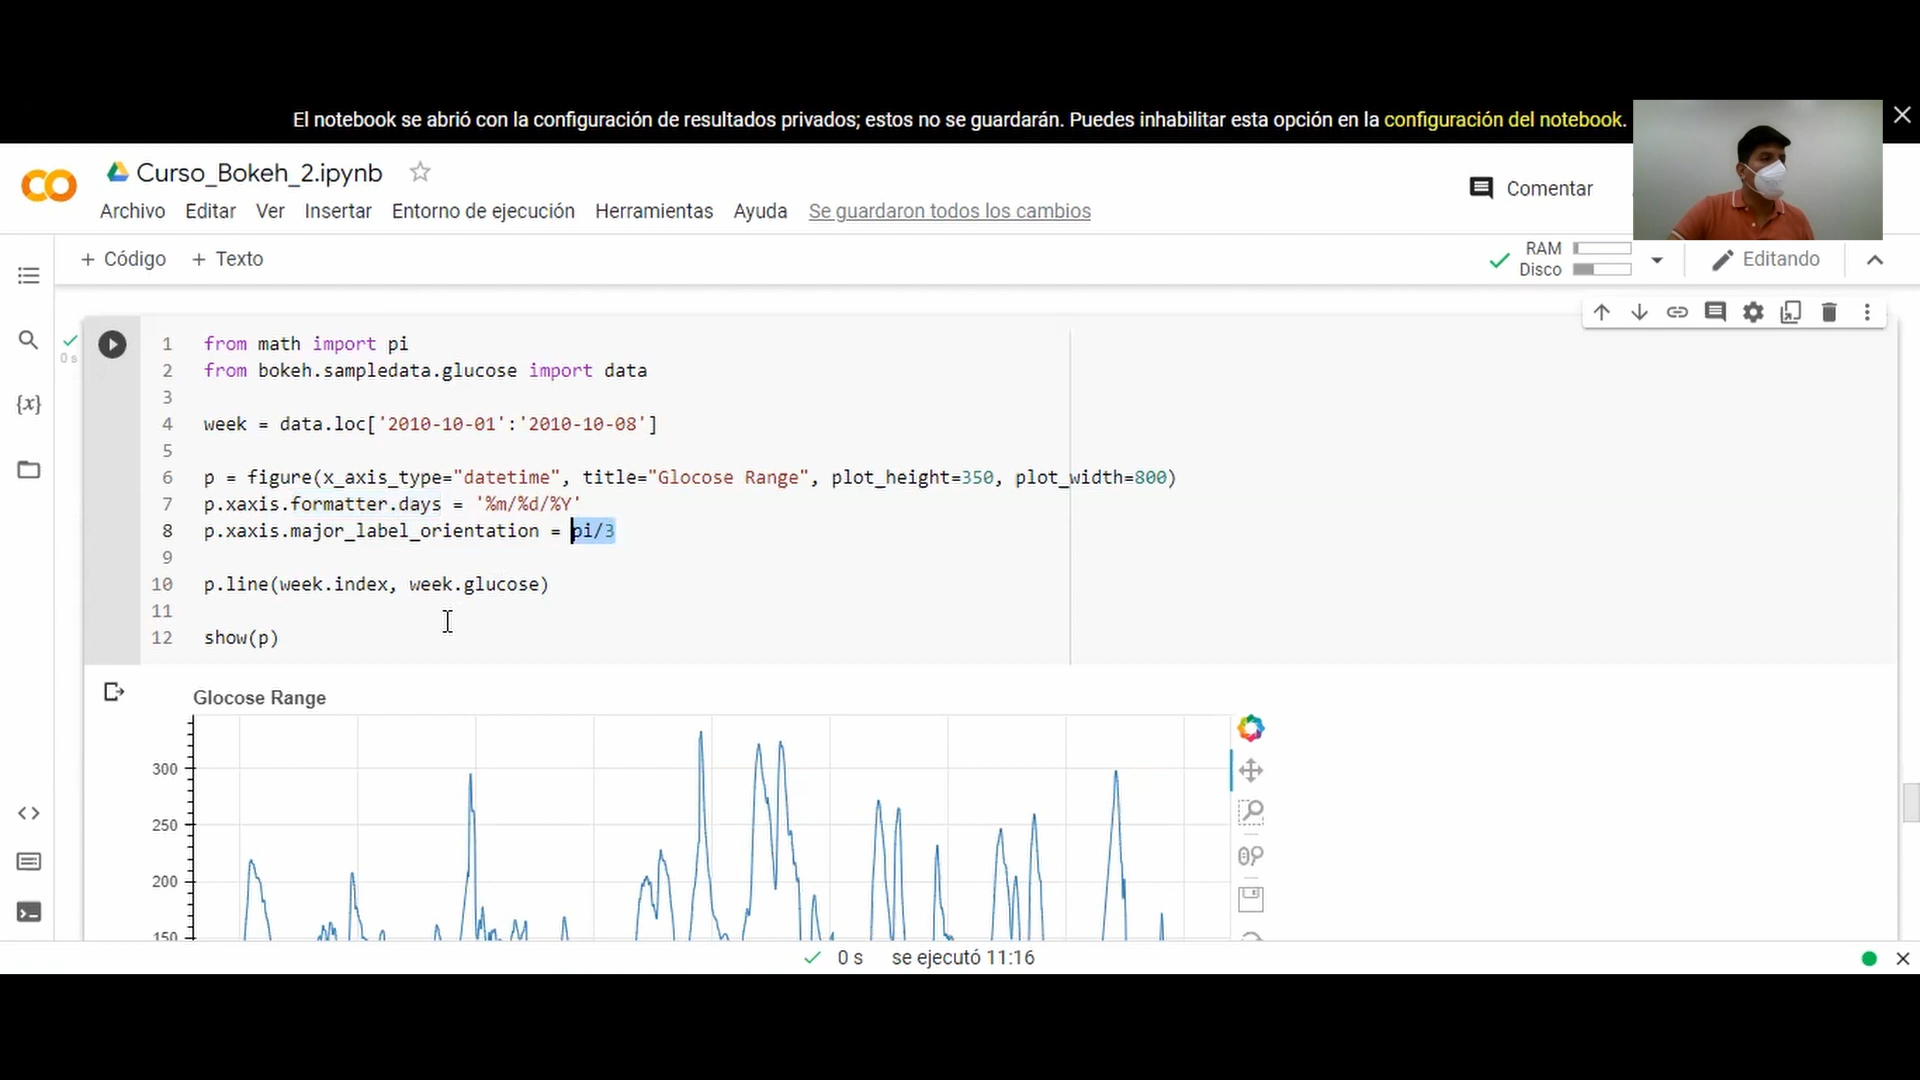 El notebook se abrió con la configuración de resultados privados; estos no se guardarán. Puedes inhabilitar esta opción en la configuración del notebook.
Curso_Bokeh_2.ipynb
Comentar
Archivo Editar Ver Insertar Entorno de ejecución Herramientas Ayuda Se guardaron todos los cambios
+ Código + Texto
RAM
Disco
Editando
0 s
1 from math import pi
2 from bokeh.sampledata.glucose import data
3
4 week = data.loc['2010-10-01':'2010-10-08']
5
6 p = figure(x_axis_type="datetime", title="Glocose Range", plot_height=350, plot_width=800)
7 p.xaxis.formatter.days = '%m/%d/%Y'
8 p.xaxis.major_label_orientation = pi/3
9
10 p.line(week.index, week.glucose)
11
12 show(p)
Glocose Range
300
250
200
150
0 s se ejecutó 11:16